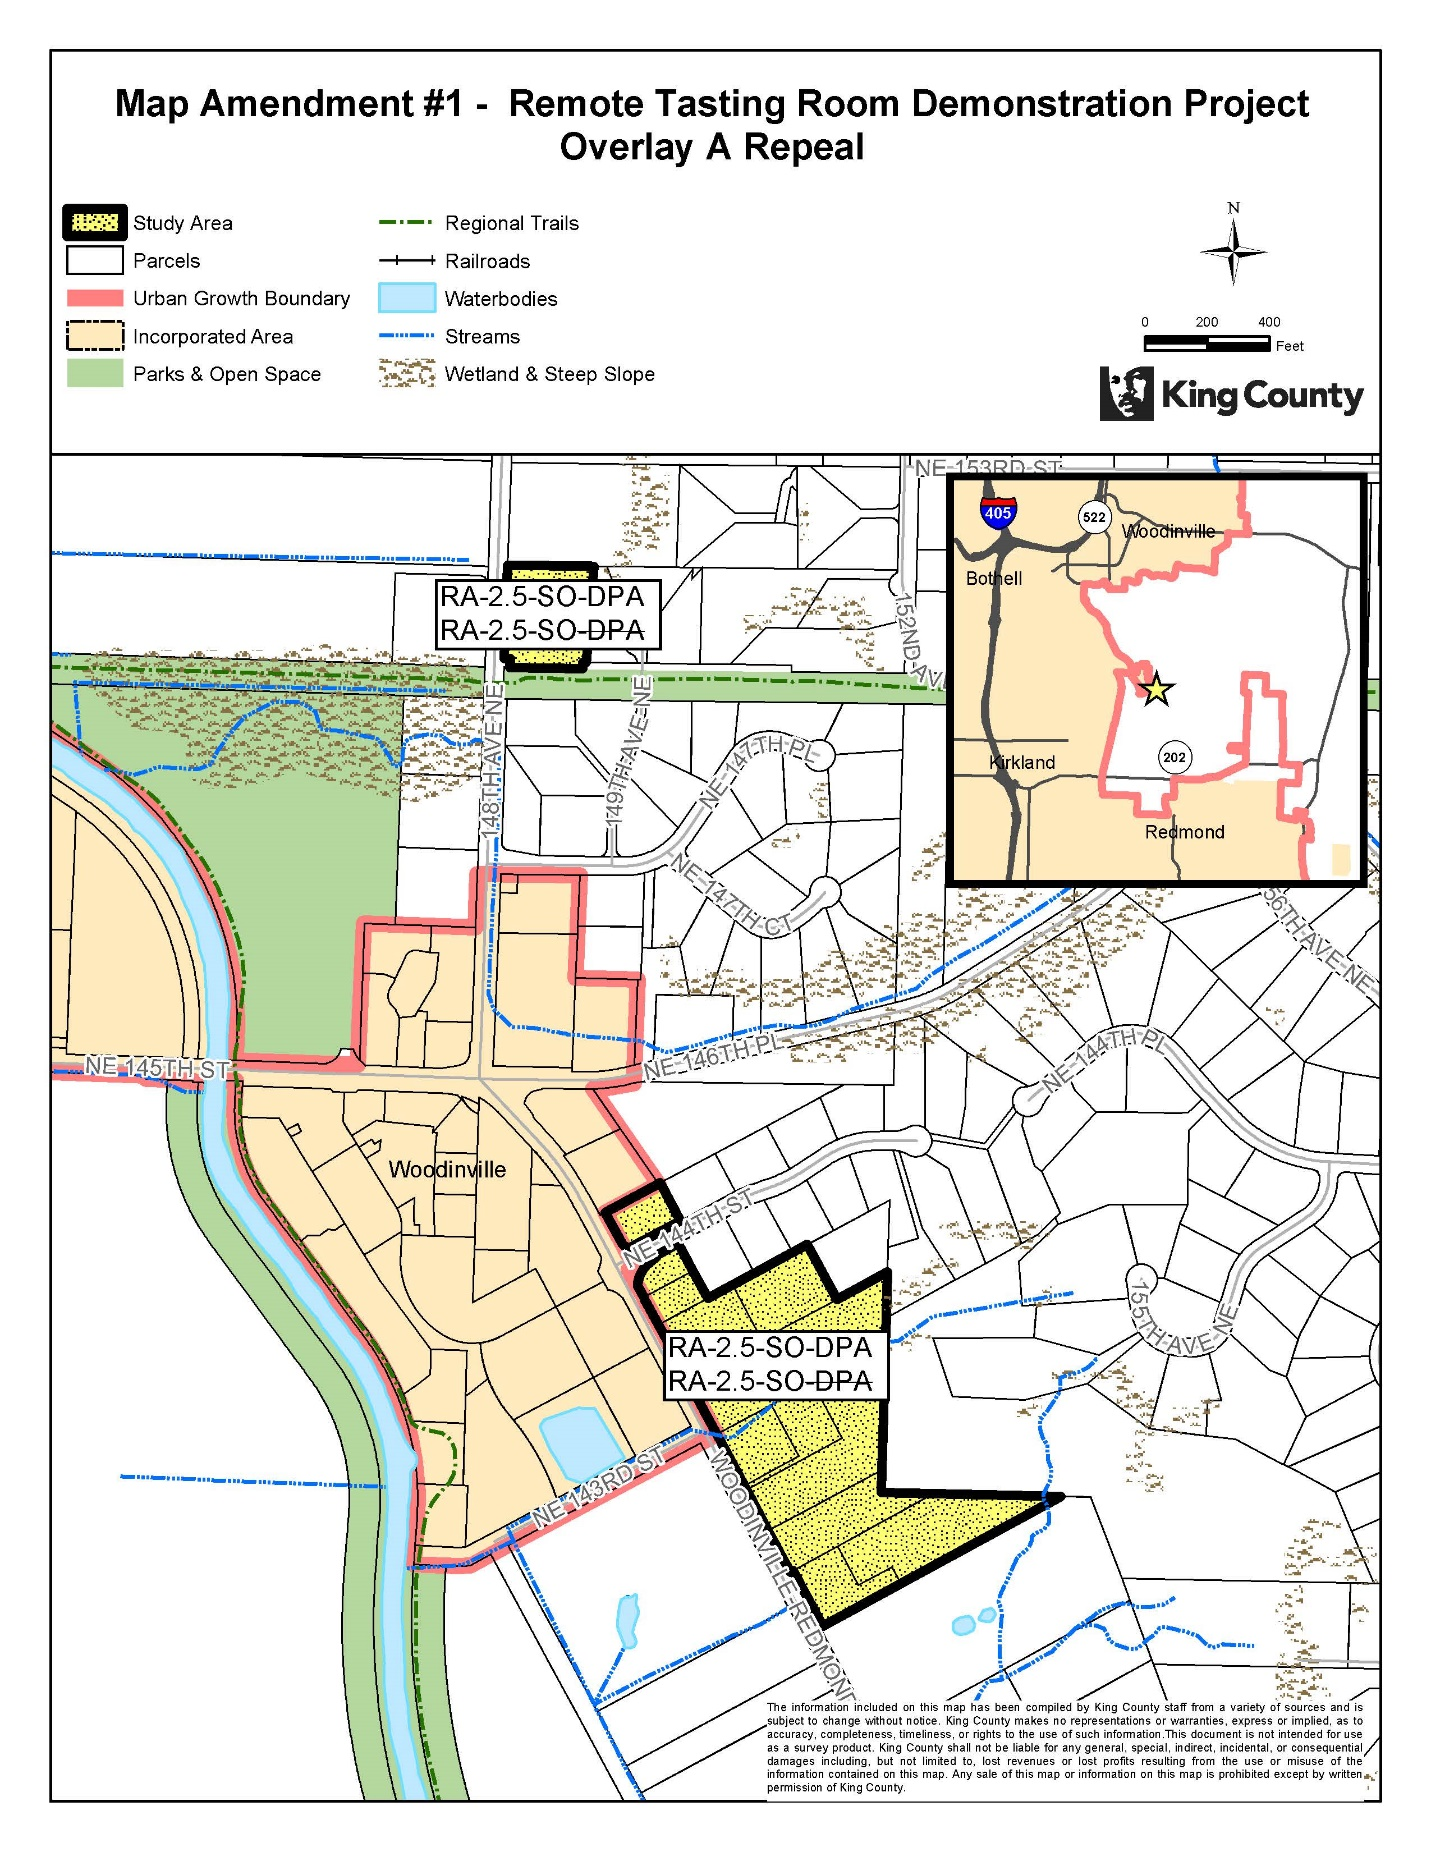 Map Amendment #1 - Remote Tasting Room Demonstration Project
Overlay A Repeal
Study Area
Parcels
Urban Growth Boundary
Incorporated Area
Parks & Open Space
Regional Trails
Railroads
Waterbodies
Streams
Wetland & Steep Slope
N
0 200 400
Feet
King County
NE 153RD ST
405
522
Woodinville
Bothell
202
Kirkland
Redmond
RA-2.5-SO-DPA
RA-2.5-SO-DPA
152ND AV
148TH AVE NE
149TH AVE NE
NE 147TH PL
NE 147TH CT
56TH AVE NE
NE 145TH ST
NE 146TH PL
NE 144TH PL
Woodinville
NE 144TH ST
155TH AVE NE
RA-2.5-SO-DPA
RA-2.5-SO-DPA
NE 143RD ST
WOODINVILLE-REDMOND
The information included on this map has been compiled by King County staff from a variety of sources and is
subject to change without notice. King County makes no representations or warranties, express or implied, as to
accuracy, completeness, timeliness, or rights to the use of such information.This document is not intended for use
as a survey product. King County shall not be liable for any general, special, indirect, incidental, or consequential
damages including, but not limited to, lost revenues or lost profits resulting from the use or misuse of the
information contained on this map. Any sale of this map or information on this map is prohibited except by written
permission of King County.